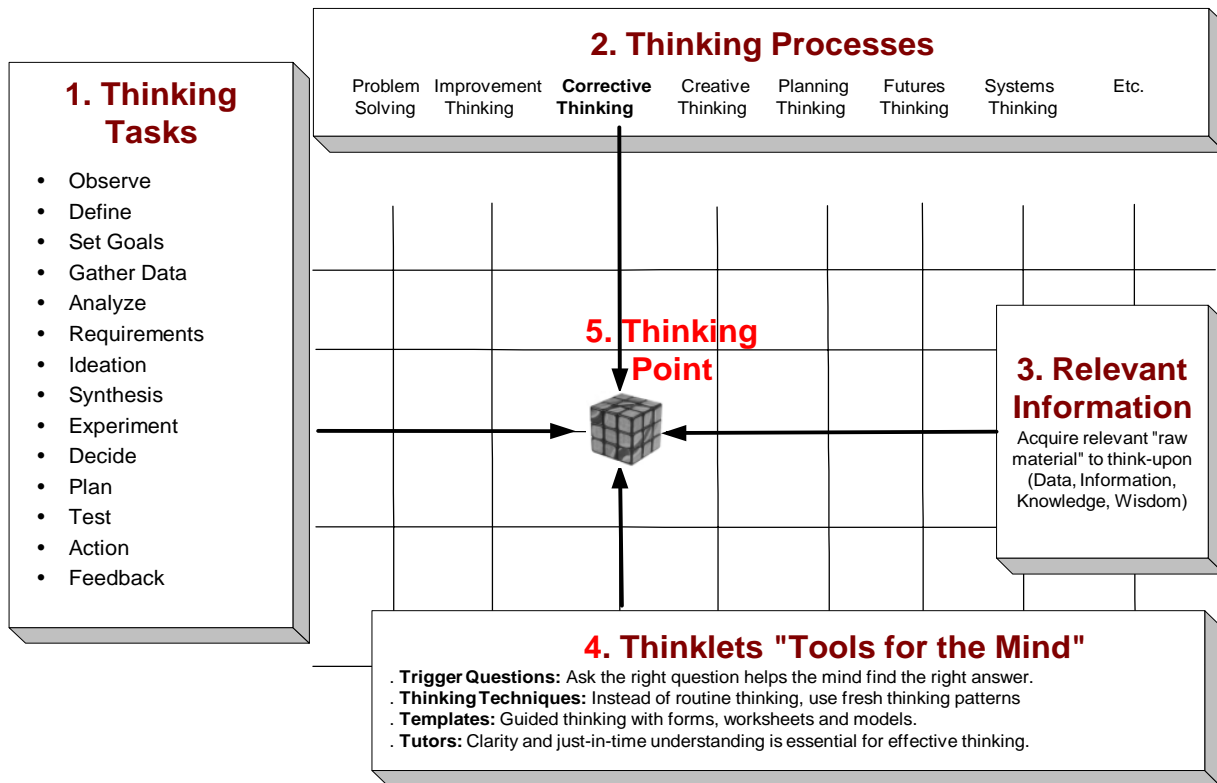 2. Thinking Processes
Problem Solving
Improvement Thinking
Corrective Thinking
Creative Thinking
Planning Thinking
Futures Thinking
Systems Thinking
Etc.
1. Thinking
Tasks
• Observe
• Define
• Set Goals
• Gather Data
• Analyze
• Requirements
• Ideation
• Synthesis
• Experiment
• Decide
• Plan
• Test
• Action
• Feedback
5. Thinking
Point
3. Relevant
Information
Acquire relevant "raw
material" to think-upon
(Data, Information,
Knowledge, Wisdom)
4. Thinklets "Tools for the Mind"
. Trigger Questions: Ask the right question helps the mind find the right answer.
. Thinking Techniques: Instead of routine thinking, use fresh thinking patterns
. Templates: Guided thinking with forms, worksheets and models.
. Tutors: Clarity and just-in-time understanding is essential for effective thinking.